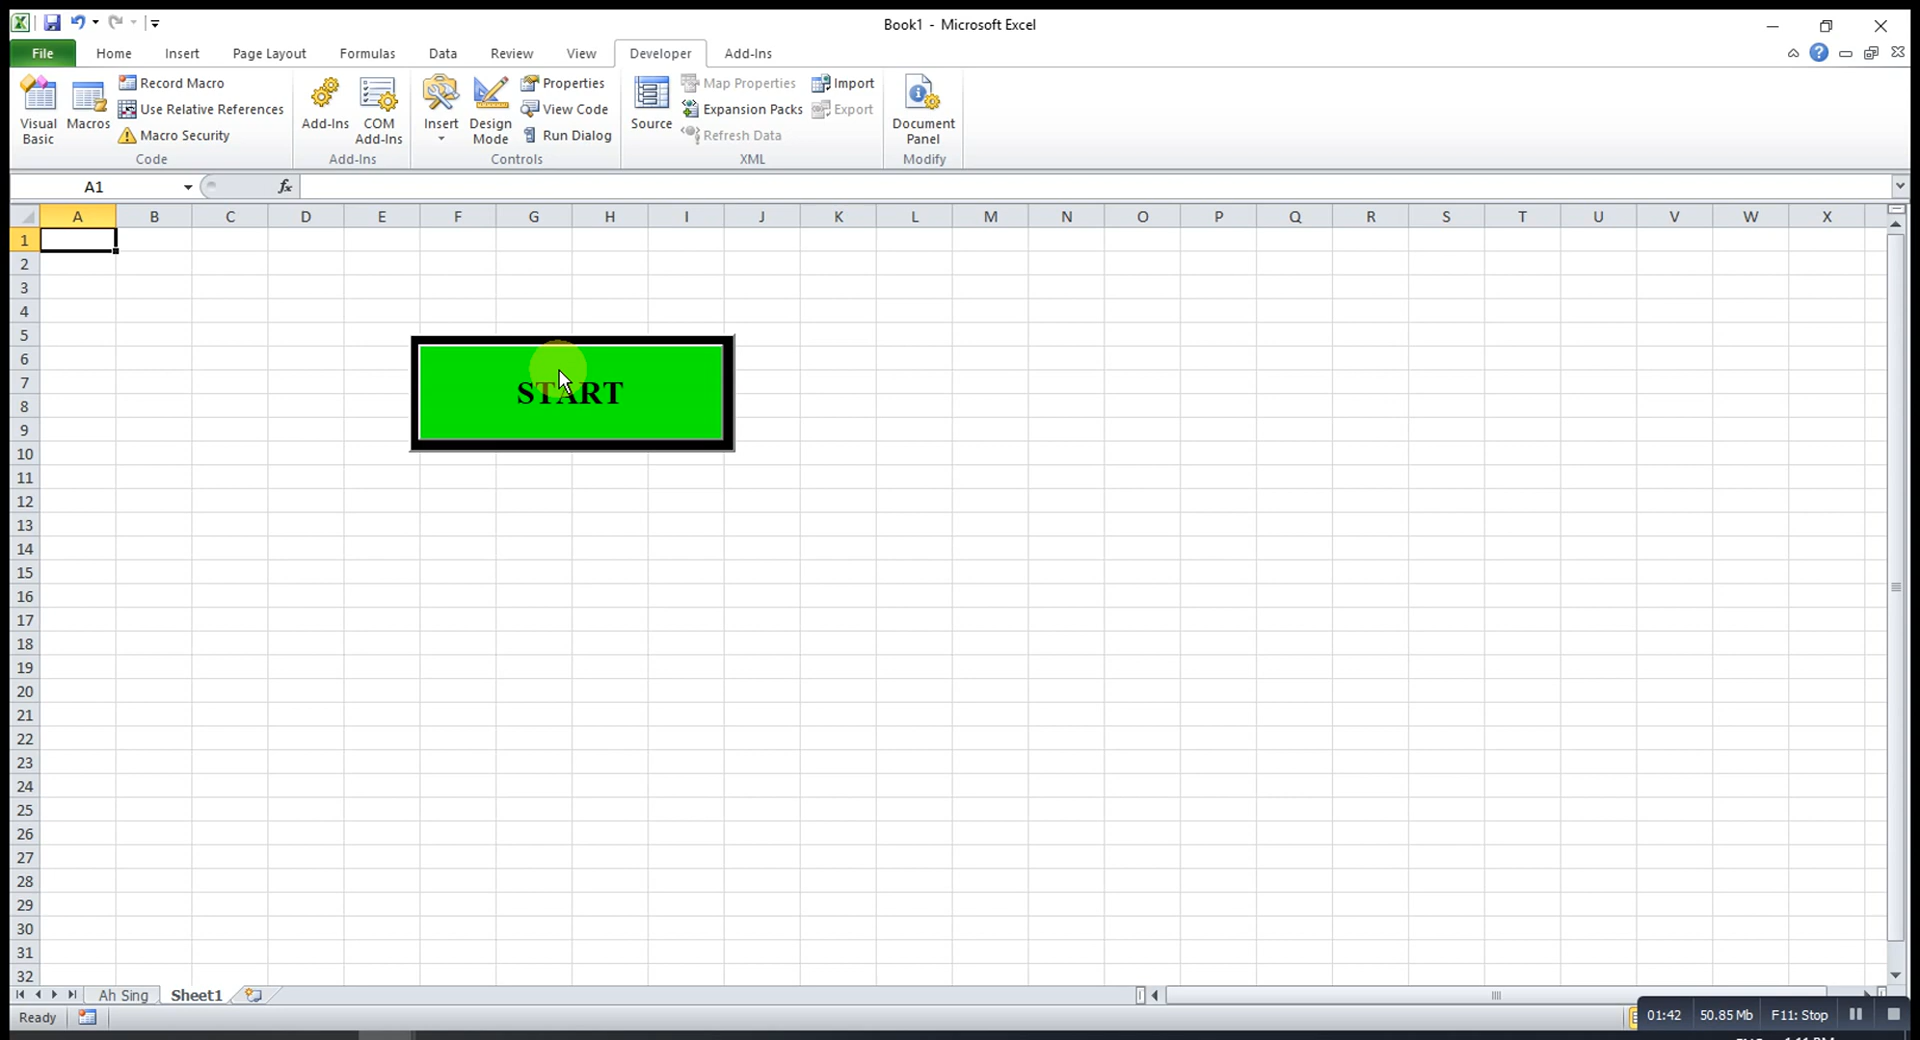 Book1 - Microsoft Excel
File Home Insert Page Layout Formulas Data Review View Developer Add-Ins
Visual Basic
Macros
Record Macro
Use Relative References
Macro Security
Code
Add-Ins
COM Add-Ins
Add-Ins
Insert
Design Mode
Properties
View Code
Run Dialog
Controls
Source
Map Properties
Expansion Packs
Refresh Data
Import
Export
XML
Document Panel
Modify
A1 fx
A B C D E F G H I J K L M N O P Q R S T U V W X
1
2
3
4
5
6
7
8
9
10
11
12
13
14
15
16
17
18
19
20
21
22
23
24
25
26
27
28
29
30
31
32
START
Ah Sing Sheet1
Ready
01:42 50.85 Mb F11: Stop